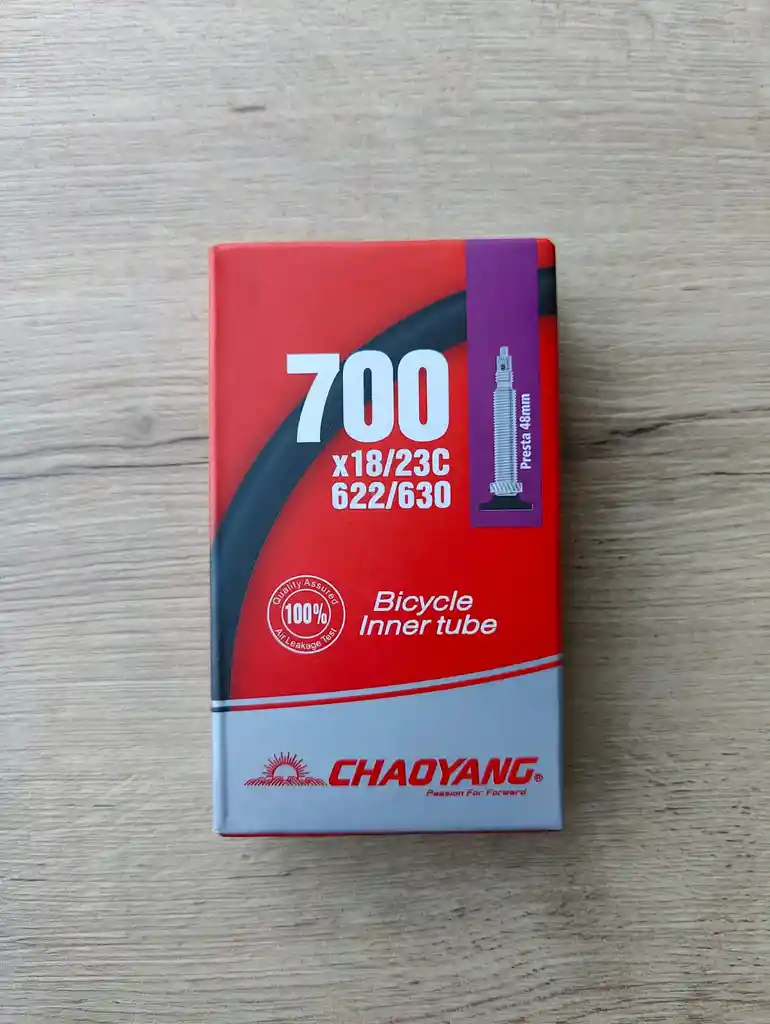 700
x18/23C
622/630
Presta 48mm
Quality Assured
100%
Air Leakage Test
Bicycle
Inner tube
CHAOYANG®
Passion For Forward